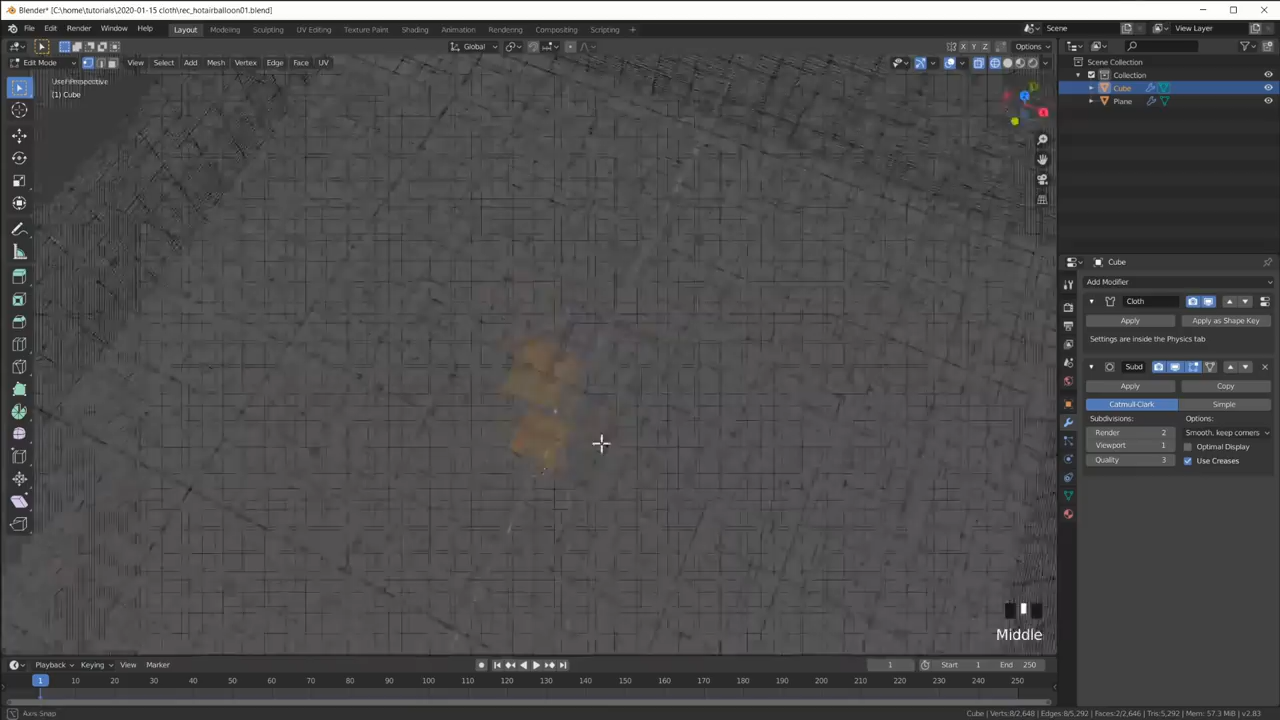 Blender* [C:\home\tutorials\2020-01-15 cloth\rec_hotairballoon01.blend]
File Edit Render Window Help Layout Modeling Sculpting UV Editing Texture Paint Shading Animation Rendering Compositing Scripting Scene View Layer
Global X Y Z Options
Edit Mode View Select Add Mesh Vertex Edge Face UV
User Perspective
(1) Cube
Scene Collection
Collection
Cube
Plane
Cube
Add Modifier
Cloth
Apply Apply as Shape Key
Settings are inside the Physics tab
Subd
Apply Copy
Catmull-Clark Simple
Subdivisions: Options:
Render 2 Smooth, keep corners
Viewport 1 Optimal Display
Quality 3 Use Creases
Middle
Playback Keying View Marker 1 Start 1 End 250
1 10 20 30 40 50 60 70 80 90 100 110 120 130 140 150 160 170 180 190 200 210 220 230 240 250
Axis Snap Cube | Verts:8/2,648 | Edges:8/5,292 | Faces:2/2,646 | Tris:5,292 | Mem: 57.3 MiB | v2.83